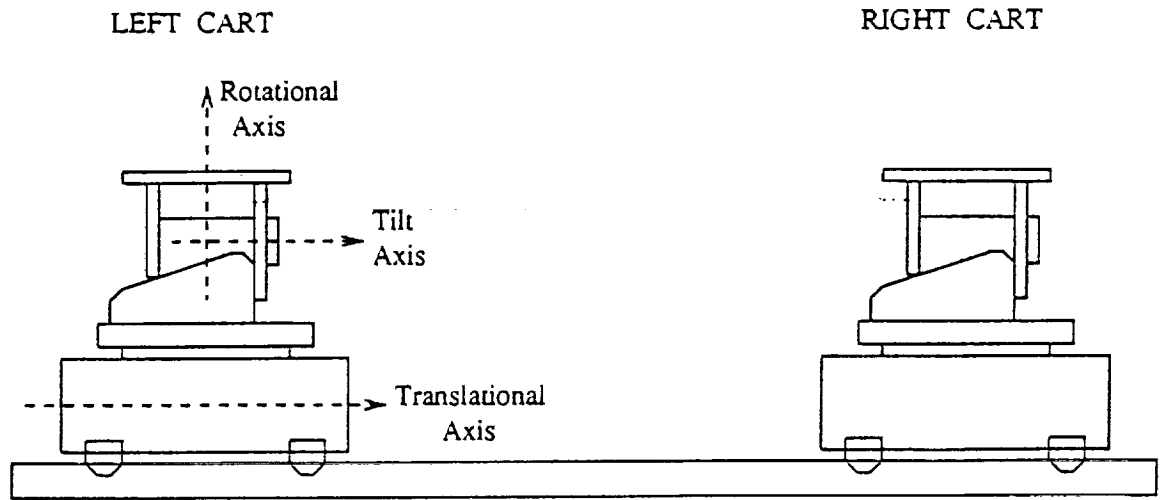 LEFT CART
RIGHT CART
Rotational
Axis
Tilt
Axis
Translational
Axis